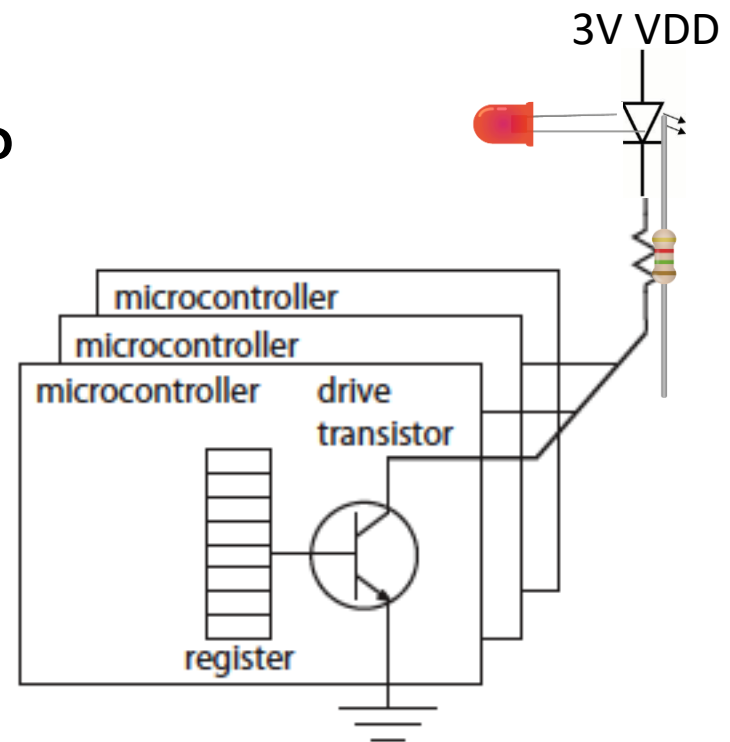 3V VDD
microcontroller
microcontroller
microcontroller
drive
transistor
register